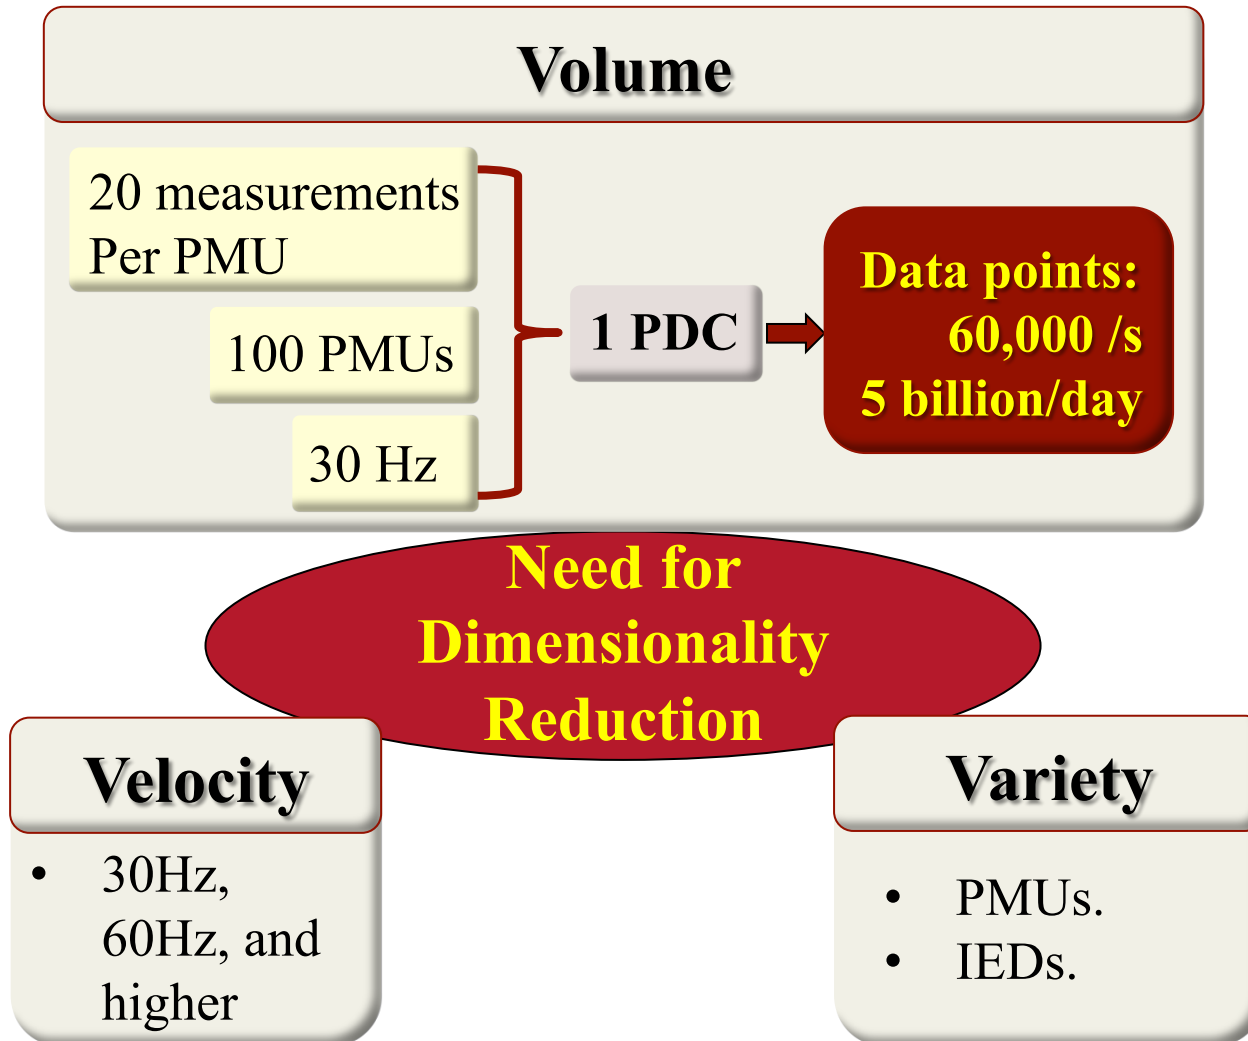 Volume
20 measurements
Per PMU
100 PMUs
30 Hz
1 PDC
Data points:
60,000 /s
5 billion/day
Need for
Dimensionality
Reduction
Velocity
• 30Hz,
60Hz, and
higher
Variety
• PMUs.
• IEDs.